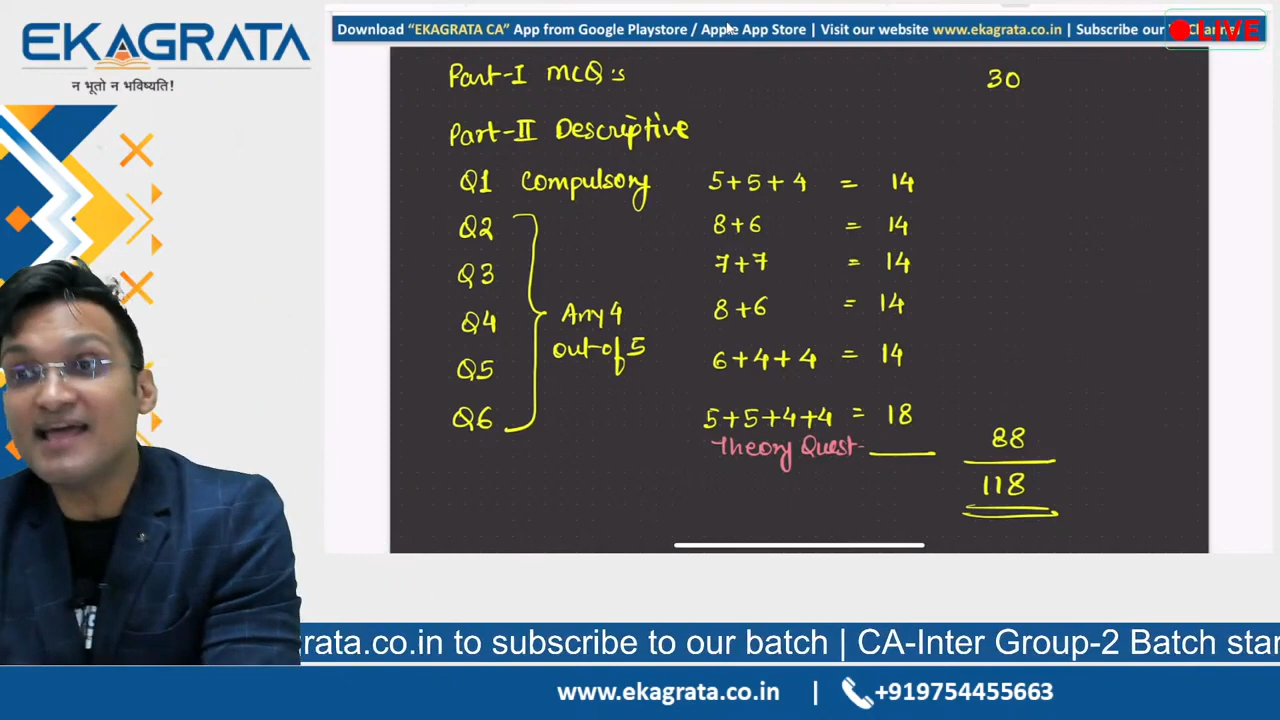 EKAGRATA
न भूतो न भविष्यति!
Download “EKAGRATA CA” App from Google Playstore / Apple App Store | Visit our website www.ekagrata.co.in | Subscribe our
LIVE
Part-I MCQ's 30
Part-II Descriptive
Q1 Compulsory 5+5+4 = 14
Q2 8+6 = 14
Q3 7+7 = 14
Q4 8+6 = 14
Any 4
out-of 5
Q5 6+4+4 = 14
Q6 5+5+4+4 = 18
Theory Quest-
88
118
grata.co.in to subscribe to our batch | CA-Inter Group-2 Batch star
www.ekagrata.co.in | +919754455663